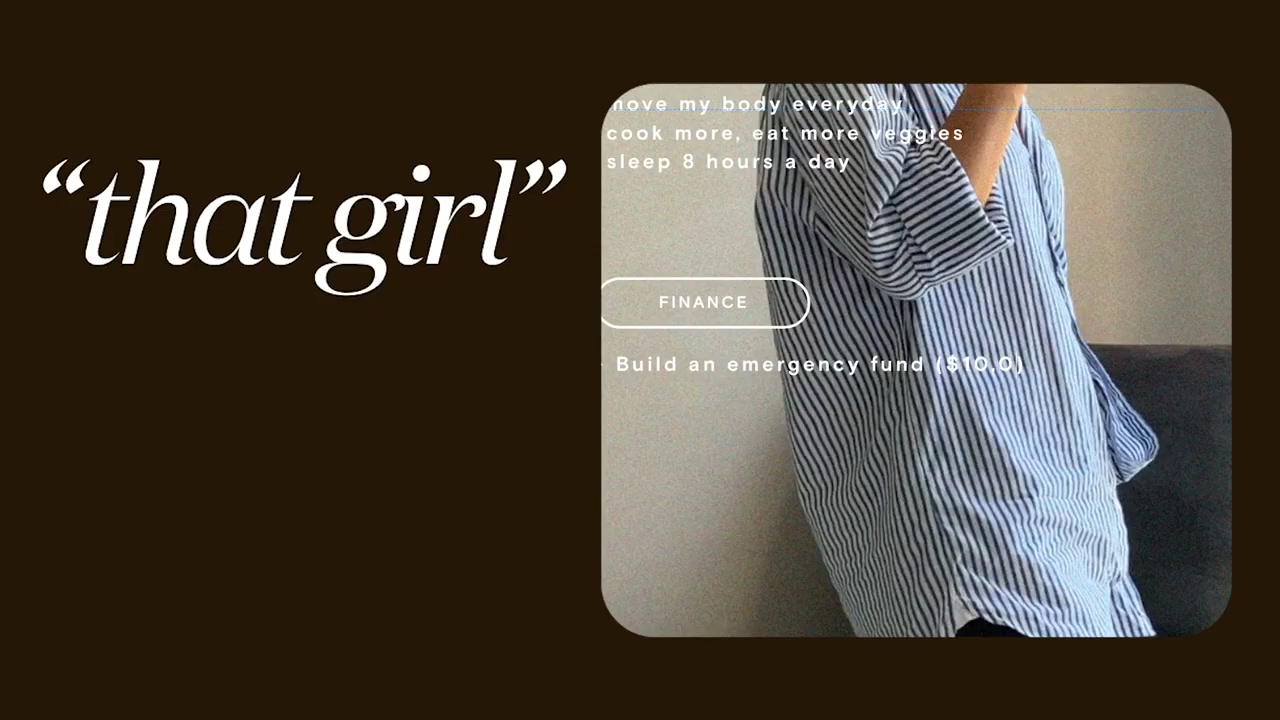 “that girl”
move my body everyday
cook more, eat more veggies
sleep 8 hours a day
FINANCE
Build an emergency fund ($10,0)